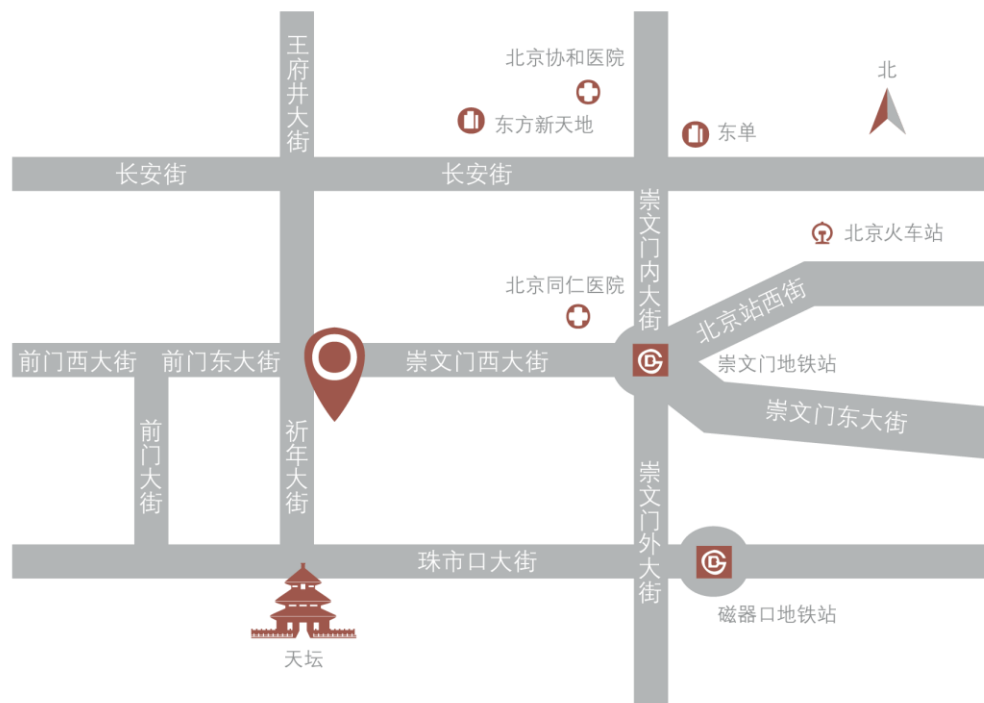 王府井大街
北京协和医院
北
东方新天地
东单
长安街
长安街
崇文门内大街
北京火车站
北京同仁医院
北京站西街
前门西大街
前门东大街
崇文门西大街
崇文门地铁站
崇文门东大街
前门大街
祈年大街
崇文门外大街
珠市口大街
磁器口地铁站
天坛